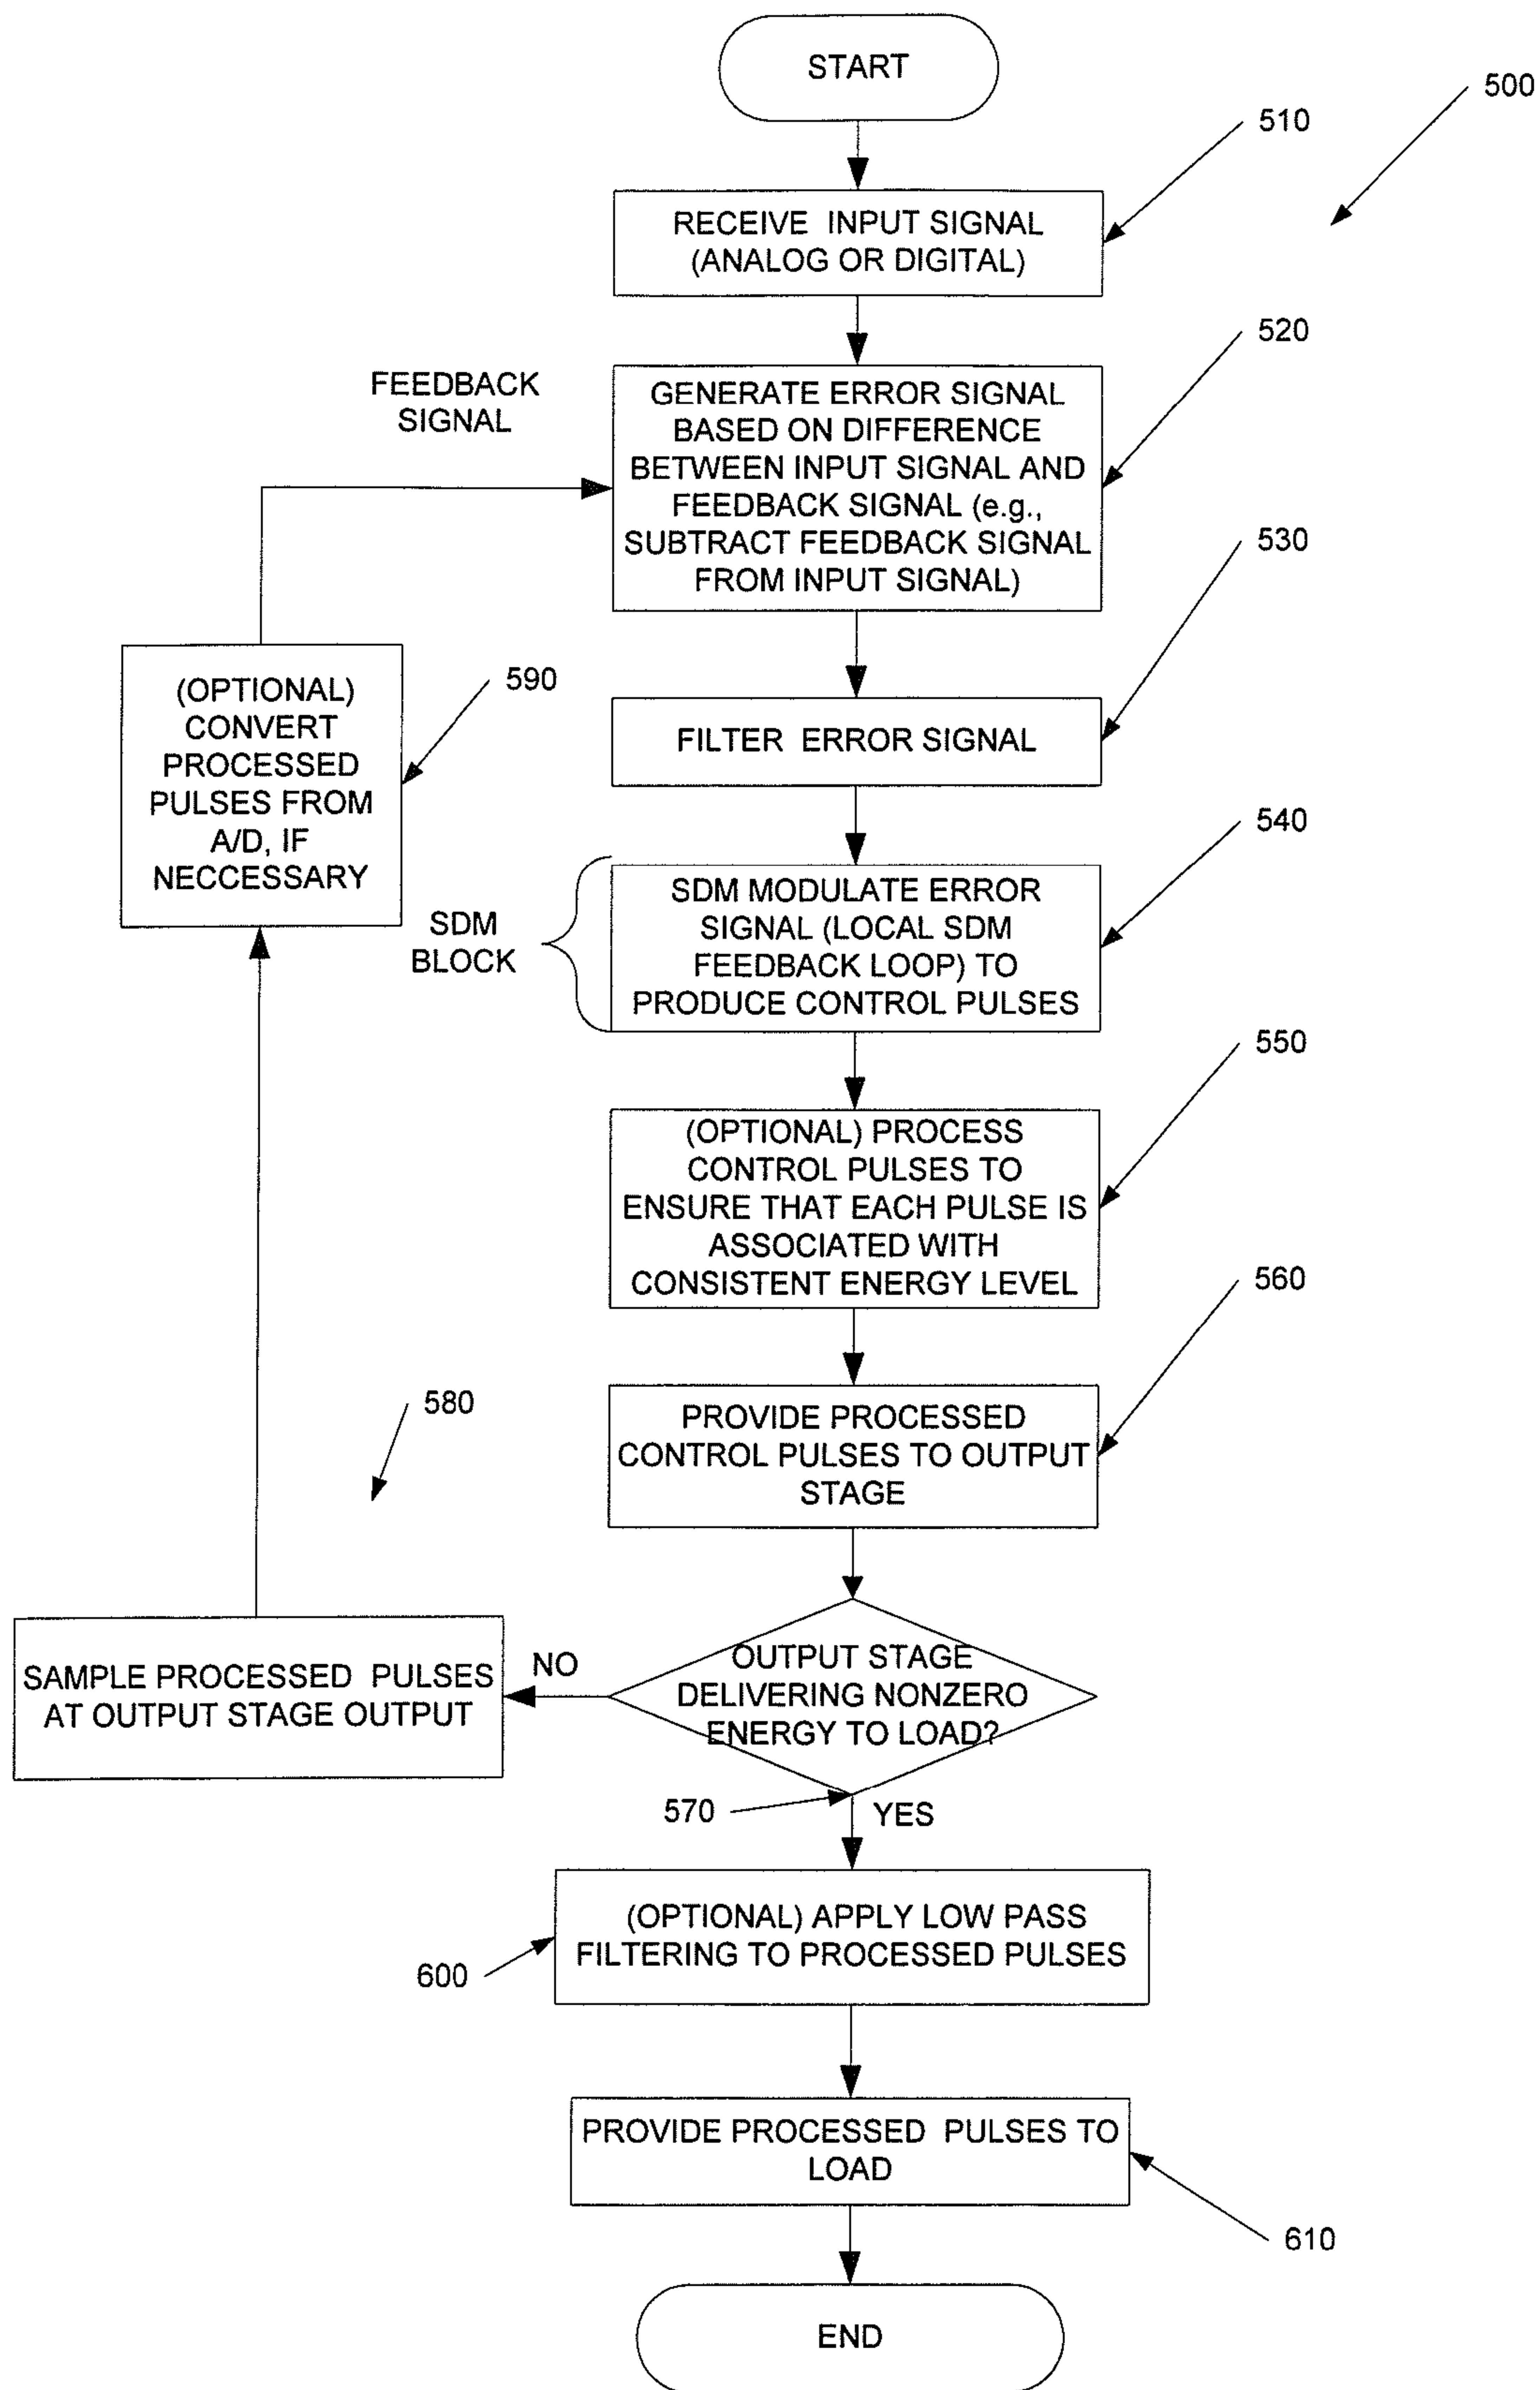 START
500
510
RECEIVE INPUT SIGNAL
(ANALOG OR DIGITAL)
520
FEEDBACK
SIGNAL
GENERATE ERROR SIGNAL
BASED ON DIFFERENCE
BETWEEN INPUT SIGNAL AND
FEEDBACK SIGNAL (e.g.,
SUBTRACT FEEDBACK SIGNAL
FROM INPUT SIGNAL)
530
590
(OPTIONAL)
CONVERT
PROCESSED
PULSES FROM
A/D, IF
NECCESSARY
FILTER ERROR SIGNAL
540
SDM
BLOCK
SDM MODULATE ERROR
SIGNAL (LOCAL SDM
FEEDBACK LOOP) TO
PRODUCE CONTROL PULSES
550
(OPTIONAL) PROCESS
CONTROL PULSES TO
ENSURE THAT EACH PULSE IS
ASSOCIATED WITH
CONSISTENT ENERGY LEVEL
560
580
PROVIDE PROCESSED
CONTROL PULSES TO OUTPUT
STAGE
SAMPLE PROCESSED PULSES
AT OUTPUT STAGE OUTPUT
NO
OUTPUT STAGE
DELIVERING NONZERO
ENERGY TO LOAD?
570
YES
(OPTIONAL) APPLY LOW PASS
FILTERING TO PROCESSED PULSES
600
PROVIDE PROCESSED PULSES TO
LOAD
610
END